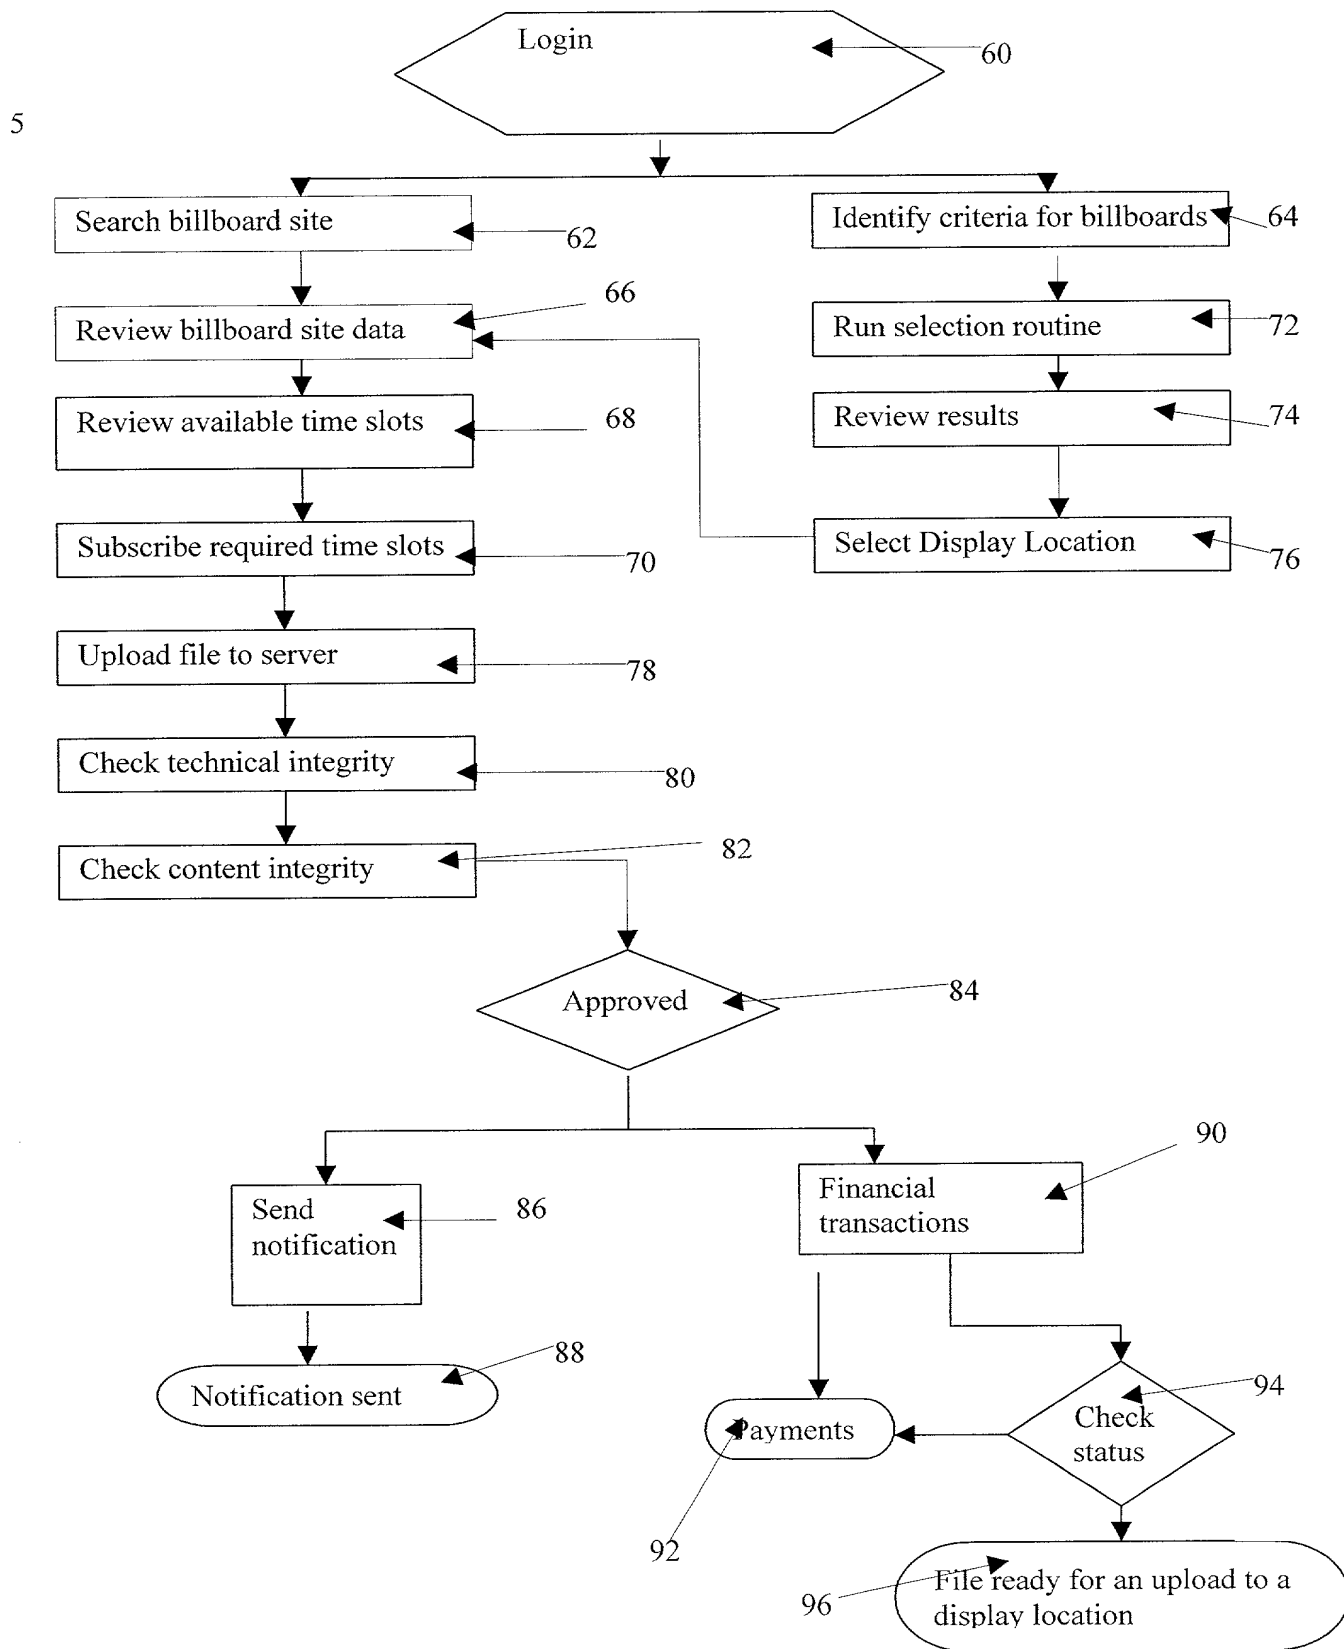 Login
60
5
Search billboard site
62
Identify criteria for billboards
64
66
Review billboard site data
Run selection routine
72
Review available time slots
68
Review results
74
Subscribe required time slots
70
Select Display Location
76
Upload file to server
78
Check technical integrity
80
Check content integrity
82
Approved
84
90
Send
notification
86
Financial
transactions
88
Notification sent
94
Check
status
Payments
92
96
File ready for an upload to a
display location